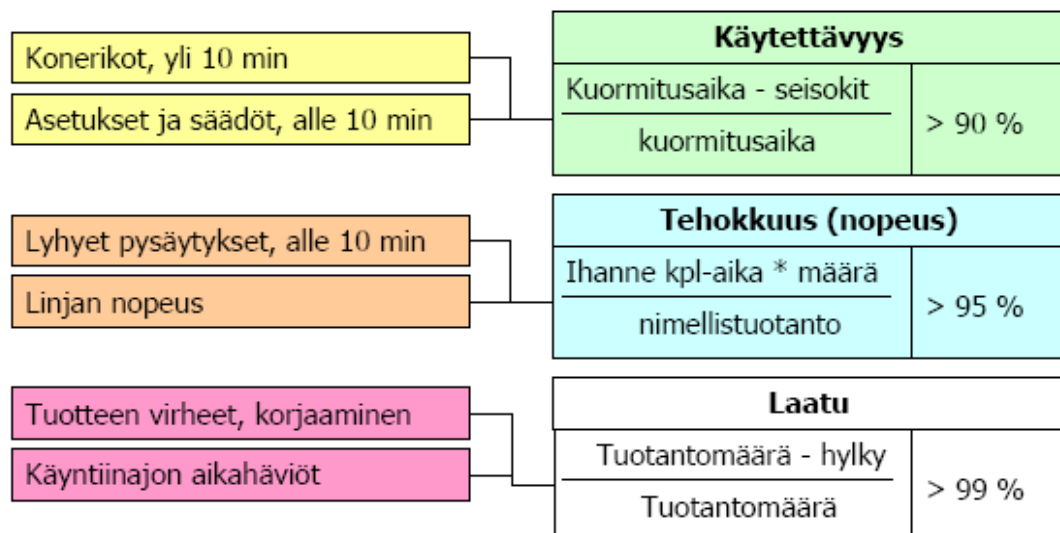 Konerikot, yli 10 min
Asetukset ja säädöt, alle 10 min
Käytettävyys
Kuormitusaika - seisokit
kuormitusaika
> 90 %
Lyhyet pysäytykset, alle 10 min
Linjan nopeus
Tehokkuus (nopeus)
Ihanne kpl-aika * määrä
nimellistuotanto
> 95 %
Tuotteen virheet, korjaaminen
Käyntiinajon aikahäviöt
Laatu
Tuotantomäärä - hylky
Tuotantomäärä
> 99 %